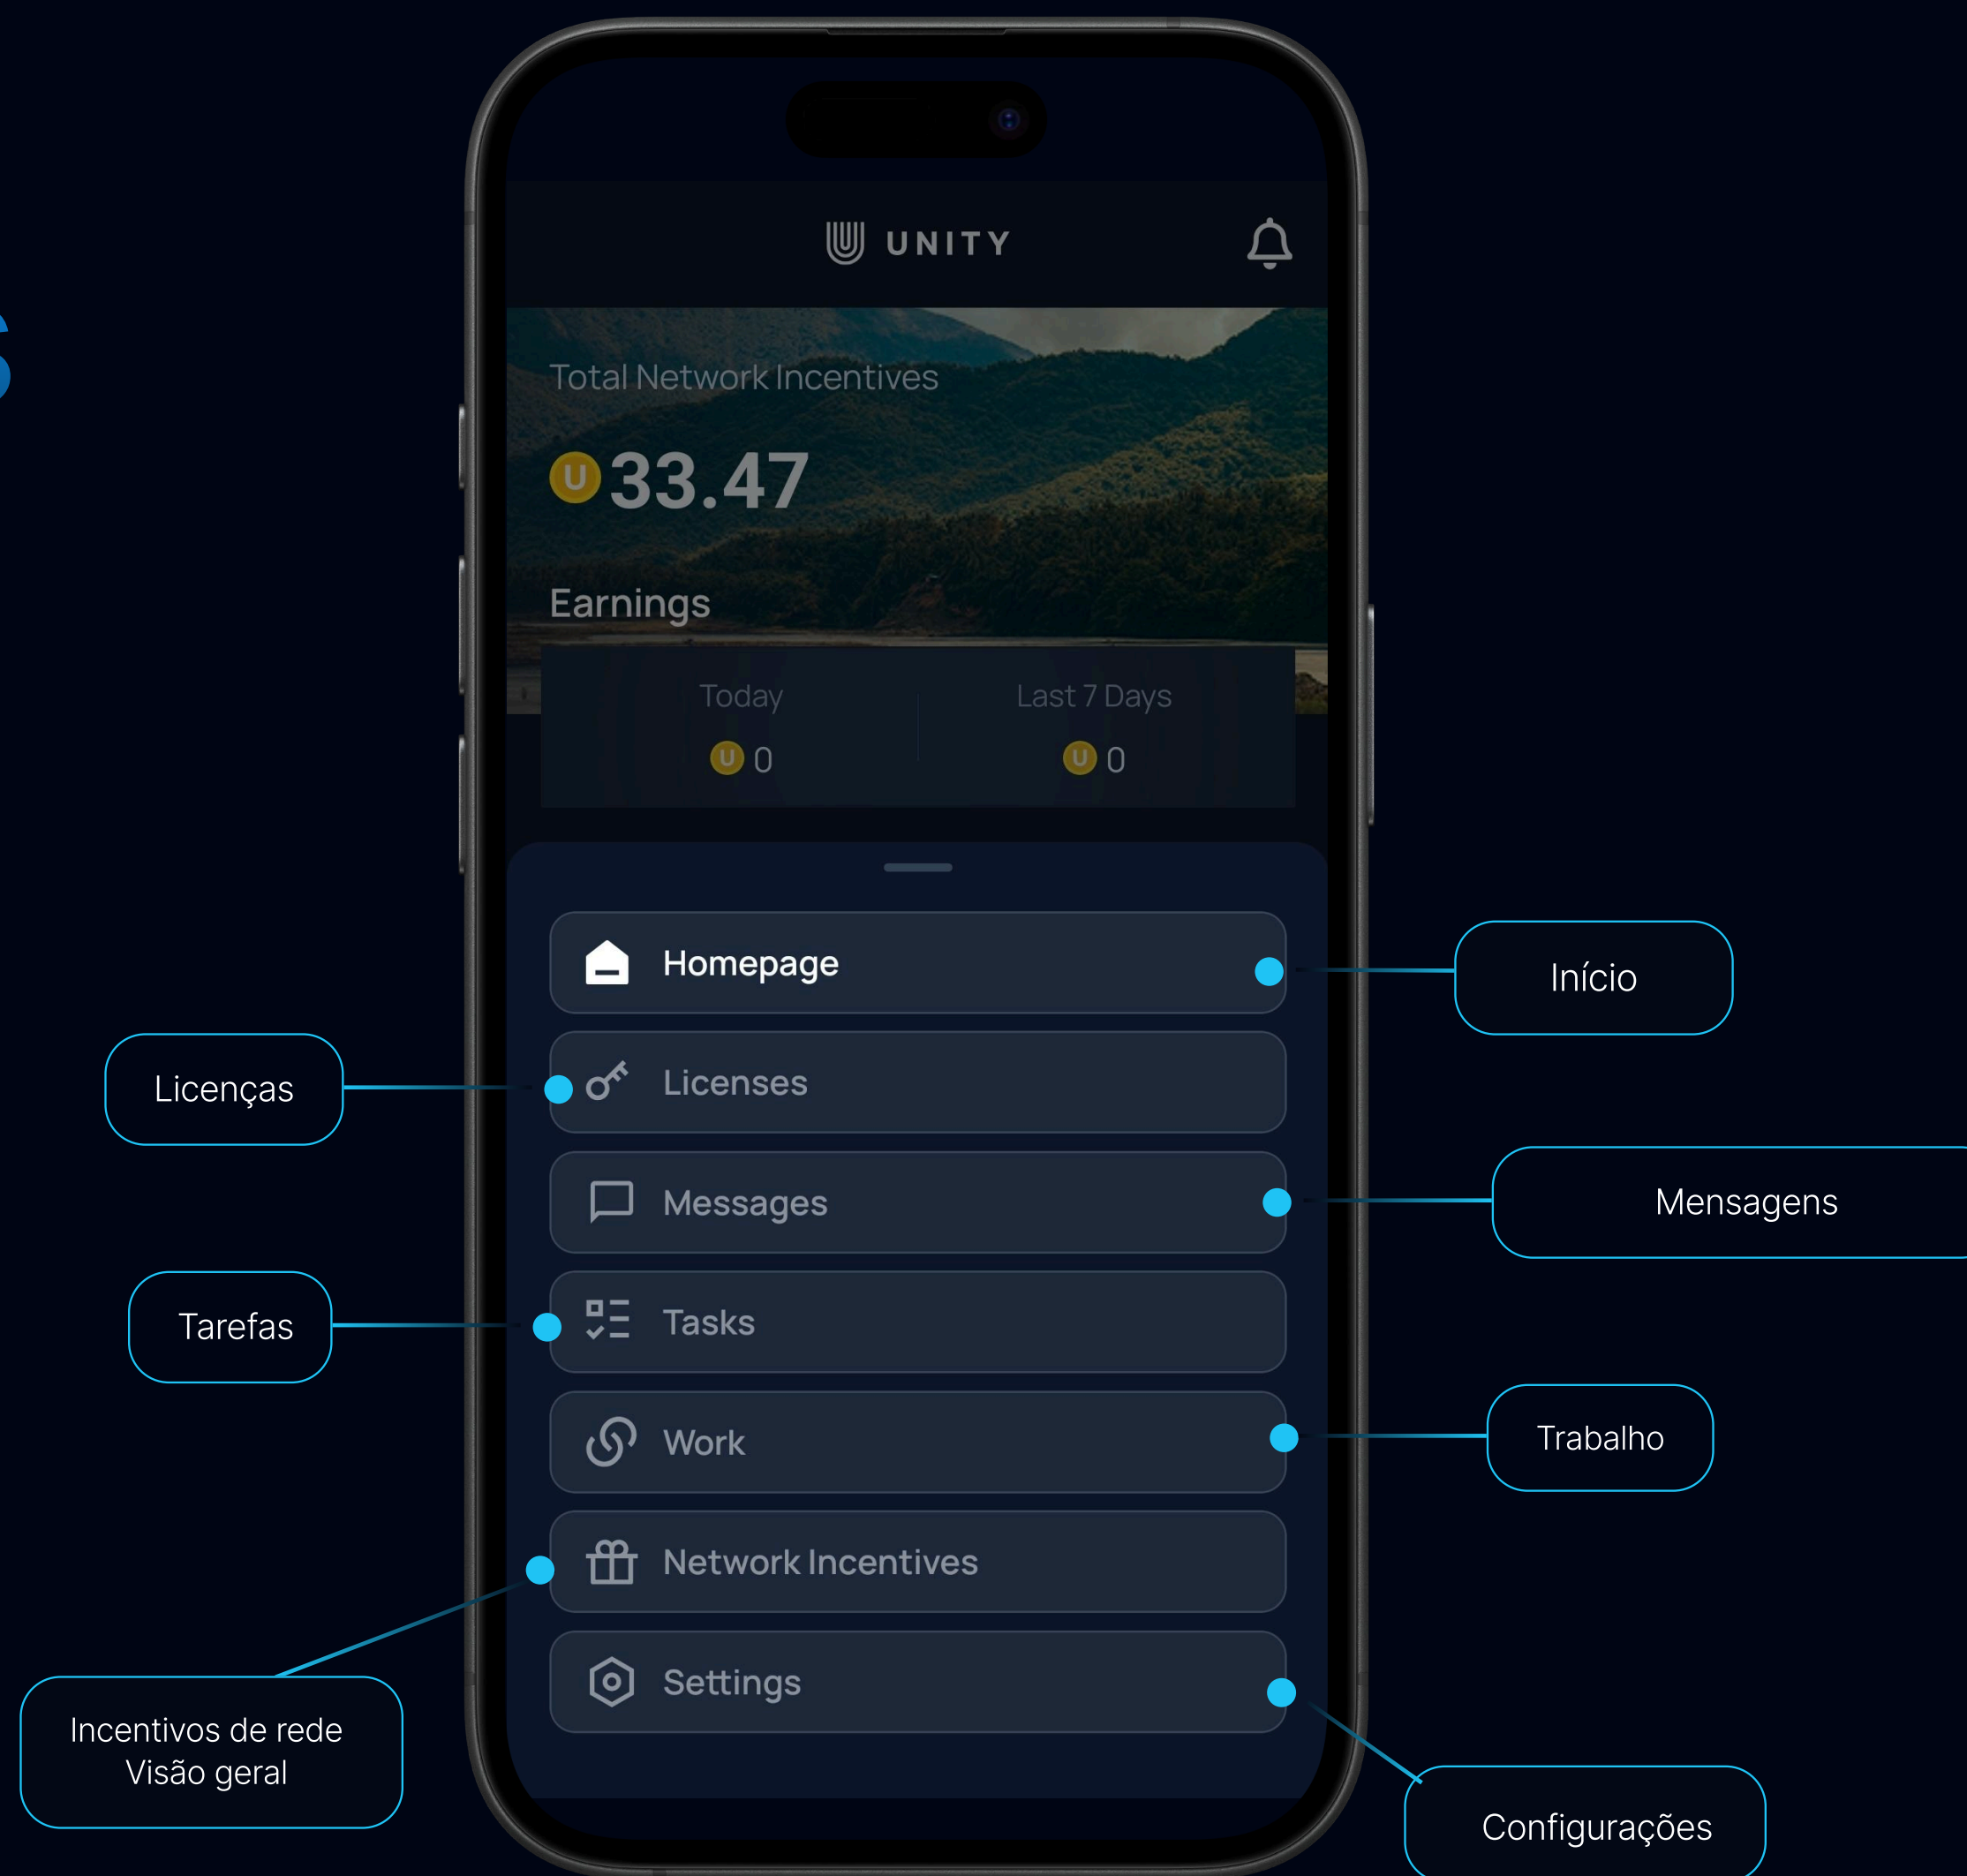 UNITY
S
Total Network Incentives
U 33.47
Earnings
Today
Last 7 Days
U 0
U 0
Homepage
Início
Licenses
Licenças
Messages
Mensagens
Tasks
Tarefas
Work
Trabalho
Network Incentives
Incentivos de rede
Visão geral
Settings
Configurações